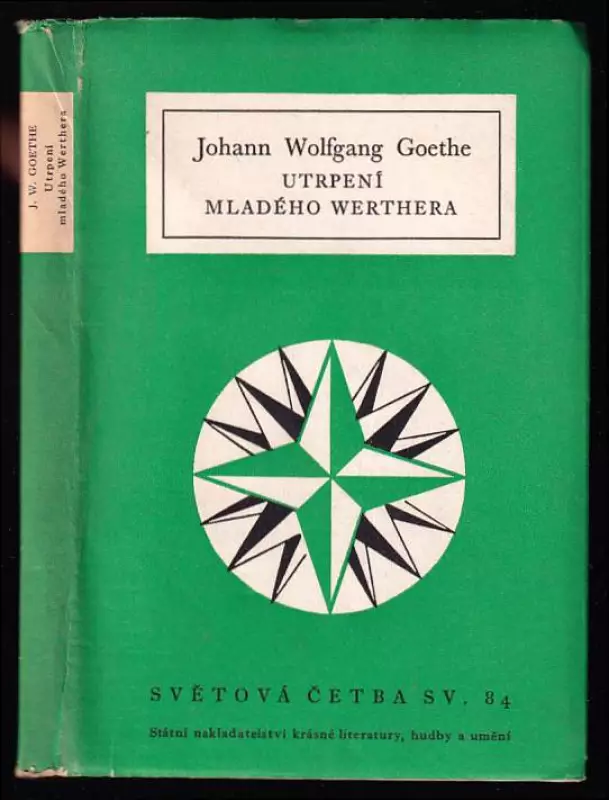 J. W. GOETHE
Utrpení
mladého Werthera
Johann Wolfgang Goethe
UTRPENÍ
MLADÉHO WERTHERA
SVĚTOVÁ ČETBA SV. 84
Státní nakladatelství krásné literatury, hudby a umění